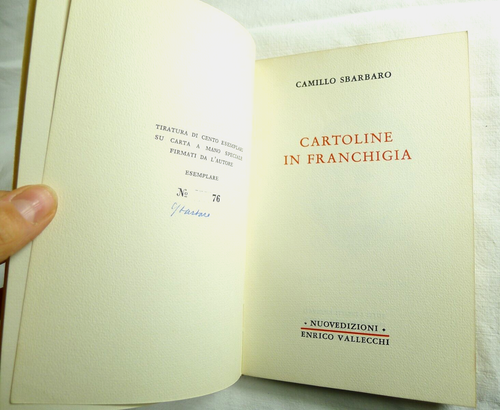 TIRATURA DI CENTO ESEMPLARI
SU CARTA A MANO SPECIALE
FIRMATI DA L'AUTORE
ESEMPLARE
No 76
CAMILLO SBARBARO
CARTOLINE
IN FRANCHIGIA
• NUOVEDIZIONI •
ENRICO VALLECCHI